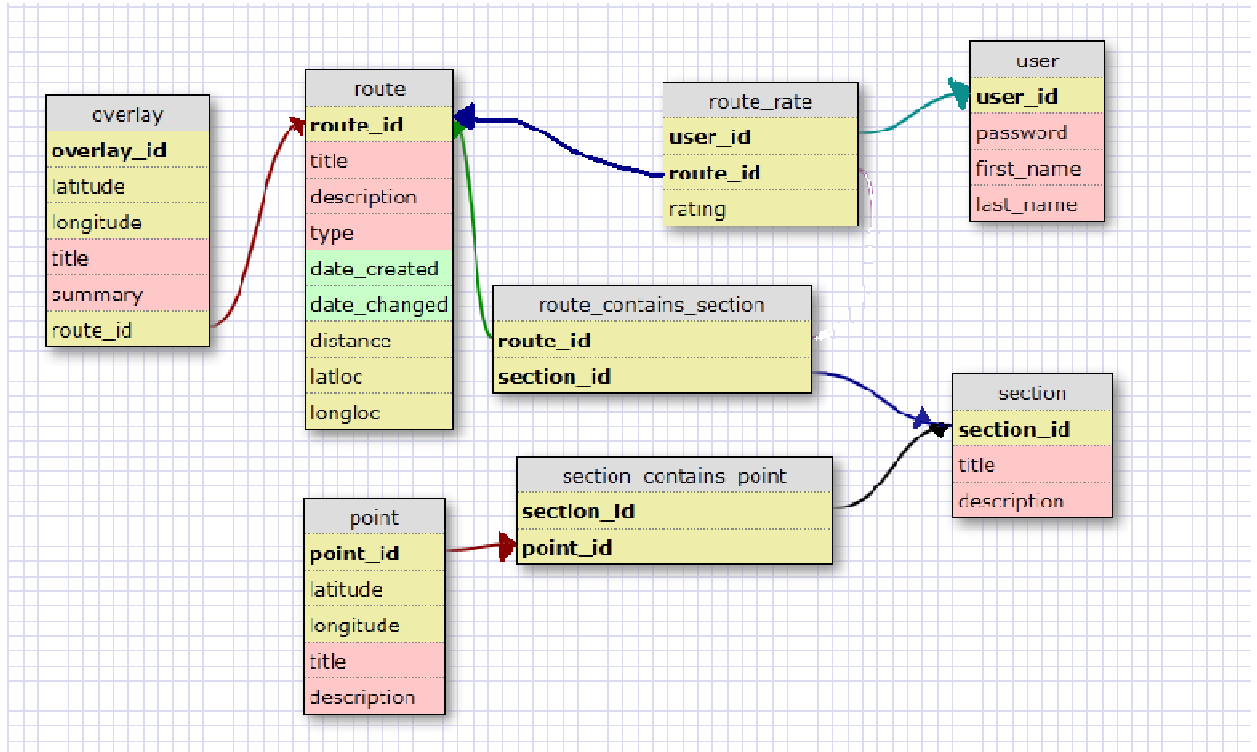 overlay
overlay_id
latitude
longitude
title
summary
route_id
route
route_id
title
description
type
date_created
date_changed
distance
latloc
longloc
route_rate
user_id
route_id
rating
user
user_id
password
first_name
last_name
route_contains_section
route_id
section_id
section
section_id
title
description
section_contains_point
section_id
point_id
point
point_id
latitude
longitude
title
description